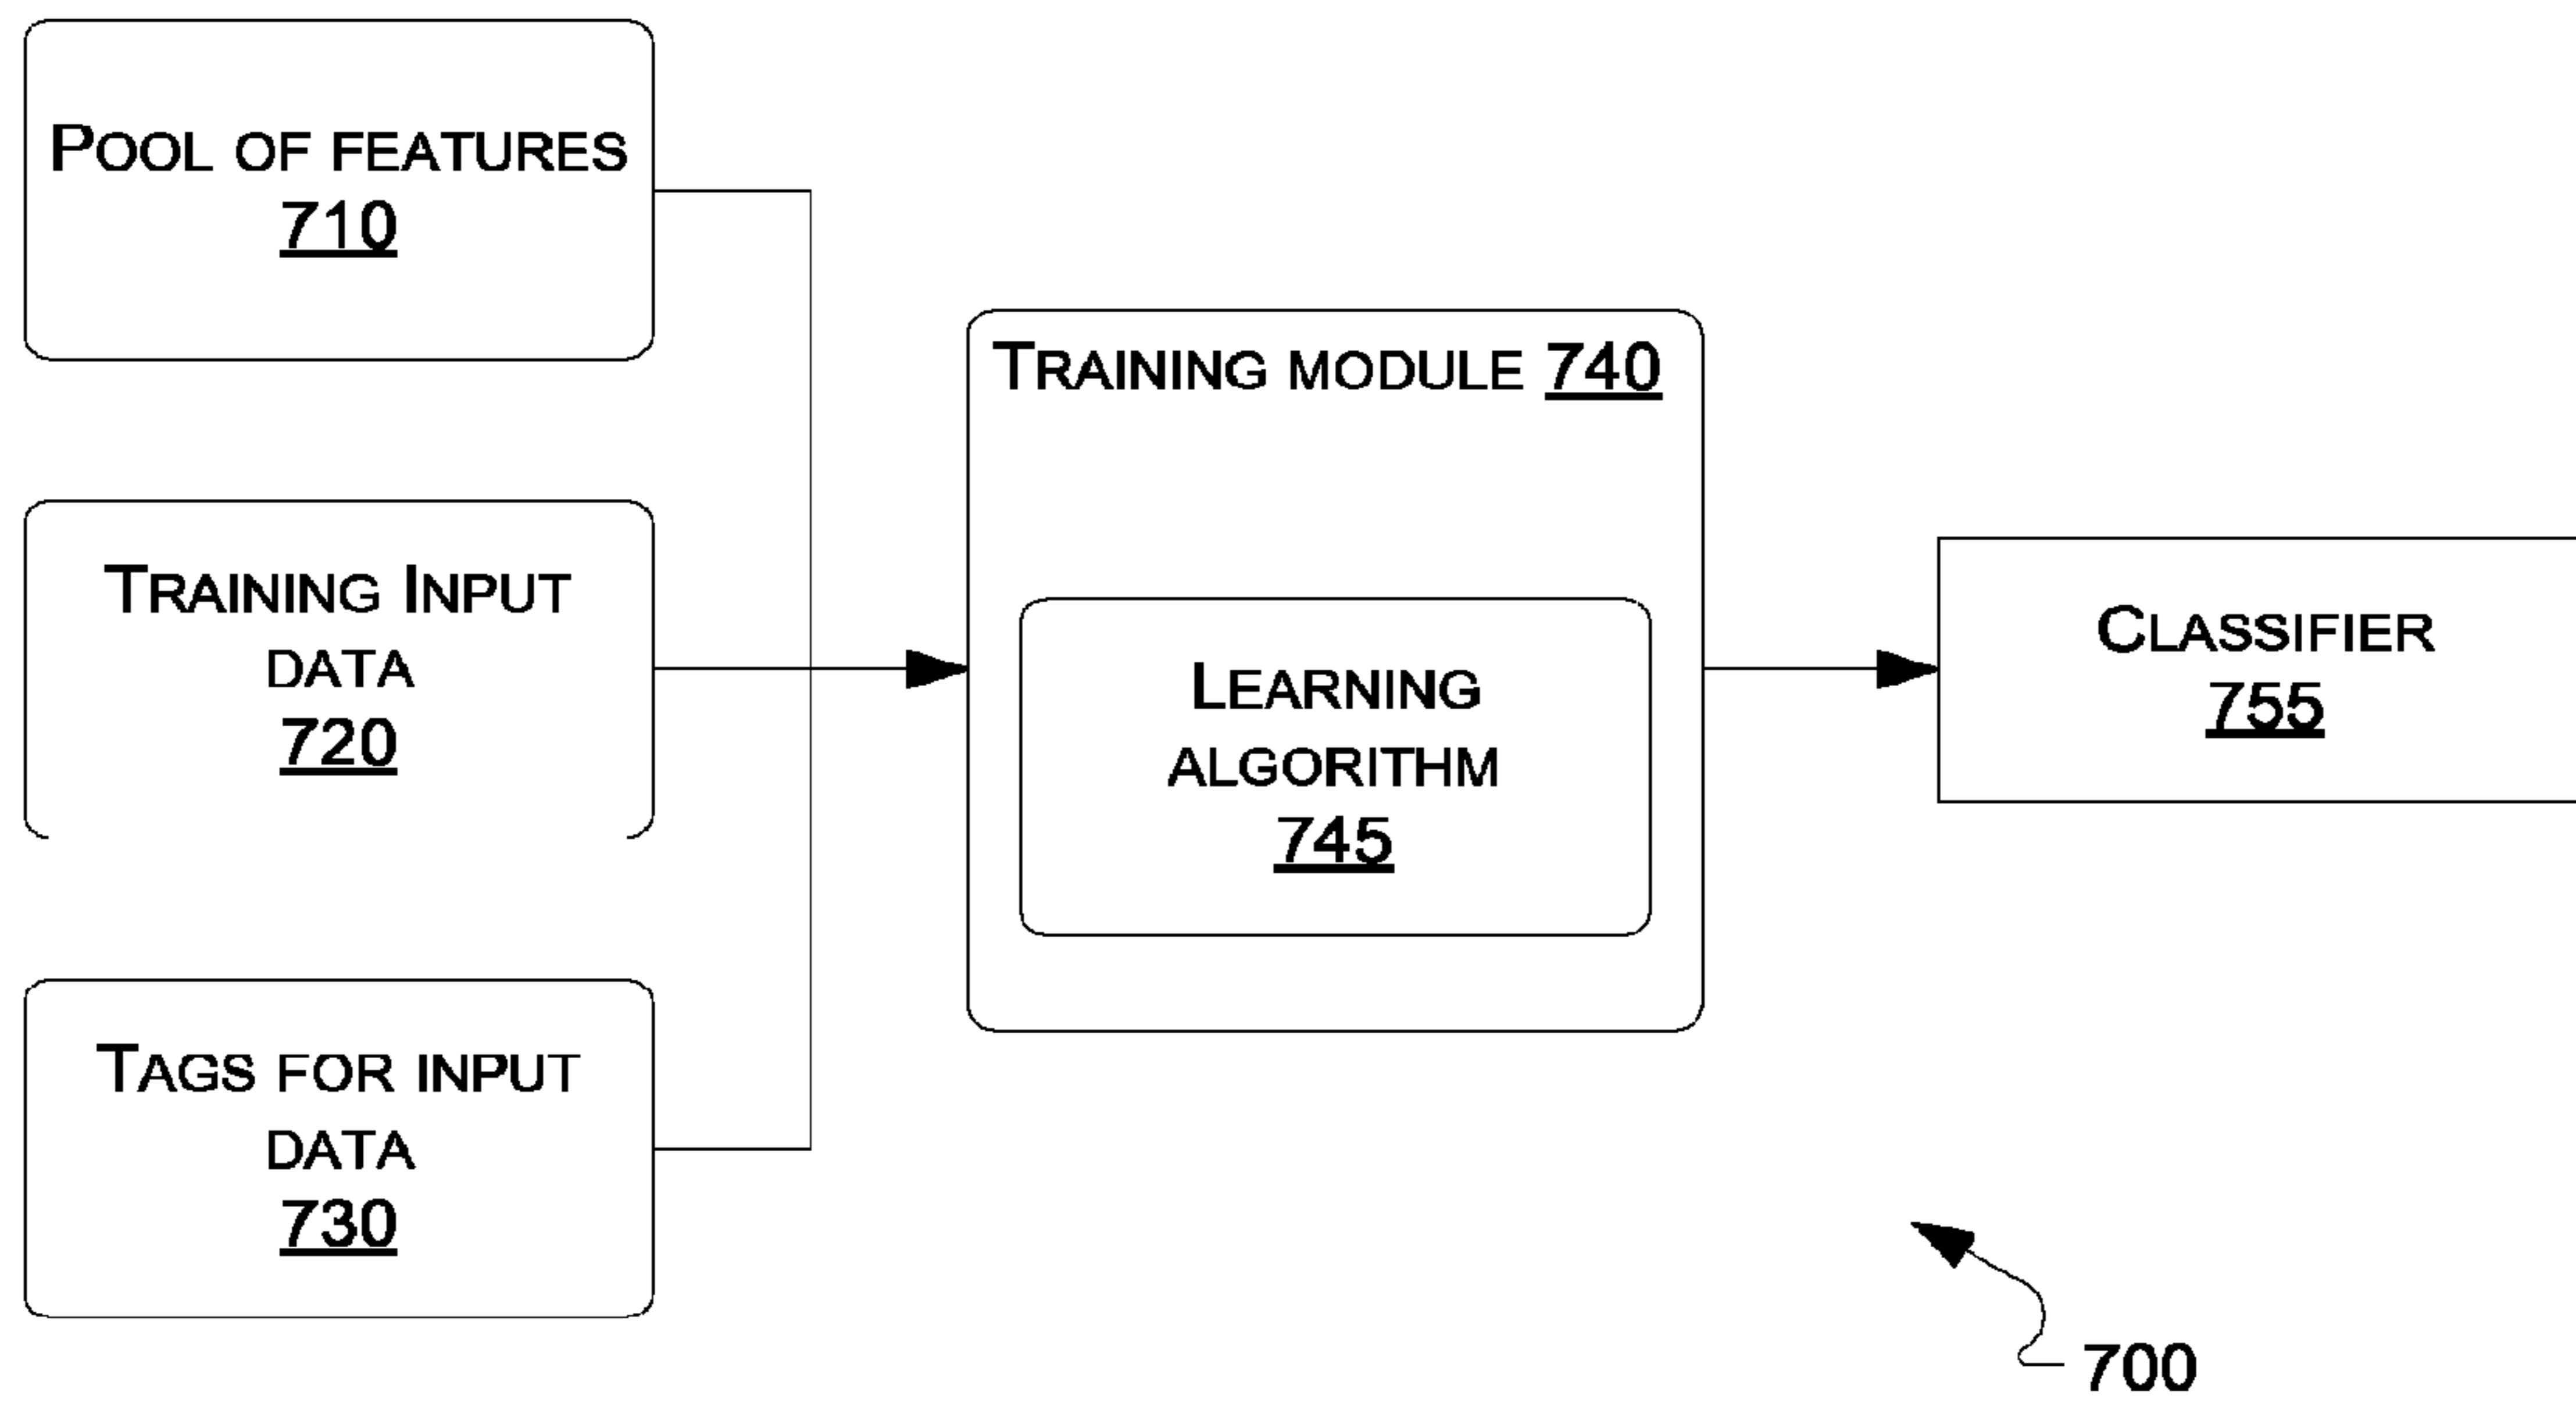 POOL OF FEATURES
710
TRAINING INPUT
DATA
720
TAGS FOR INPUT
DATA
730
TRAINING MODULE 740
LEARNING
ALGORITHM
745
CLASSIFIER
755
700